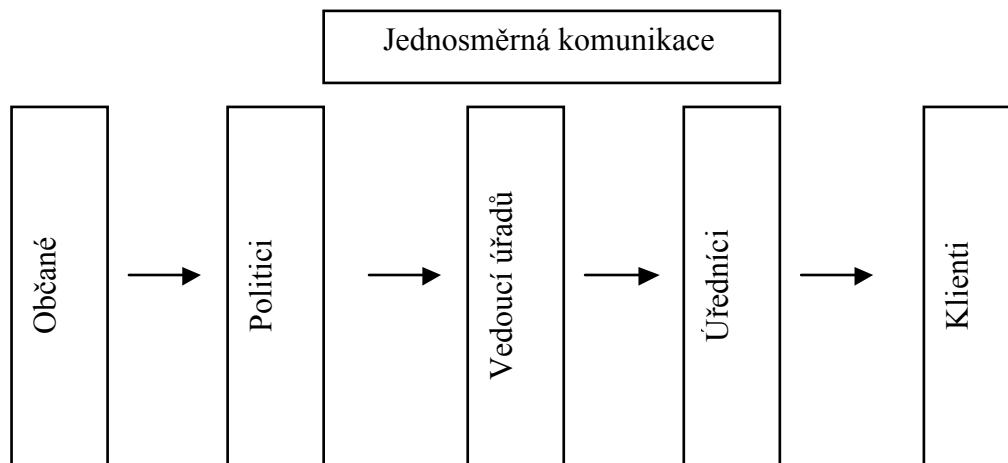 Jednosměrná komunikace
Občané
Politici
Vedoucí úřadů
Úředníci
Klienti